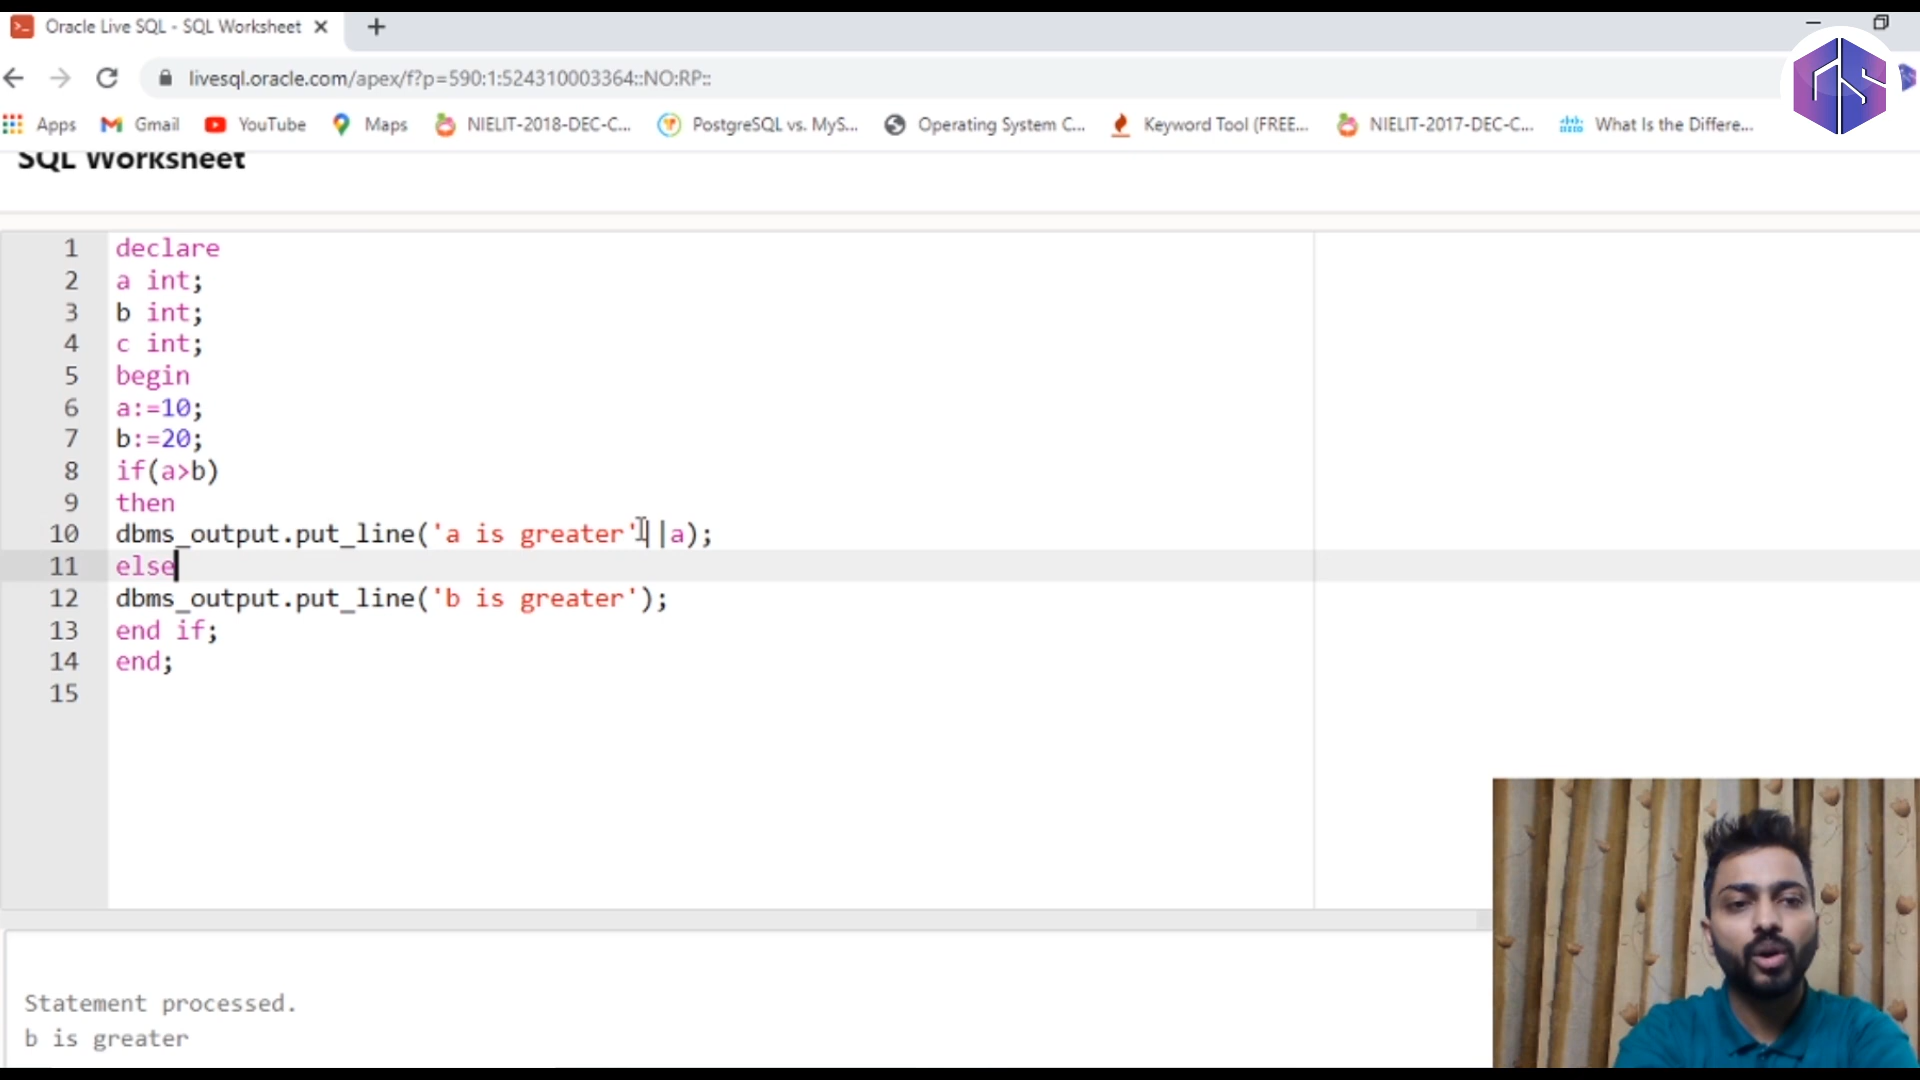 Oracle Live SQL - SQL Worksheet
livesql.oracle.com/apex/f?p=590:1:524310003364::NO:RP::
Apps Gmail YouTube Maps NIELIT-2018-DEC-C... PostgreSQL vs. MyS... Operating System C... Keyword Tool (FREE... NIELIT-2017-DEC-C... What Is the Differe...
SQL Worksheet
1 declare
2 a int;
3 b int;
4 c int;
5 begin
6 a:=10;
7 b:=20;
8 if(a>b)
9 then
10 dbms_output.put_line('a is greater'||a);
11 else
12 dbms_output.put_line('b is greater');
13 end if;
14 end;
15
Statement processed.
b is greater